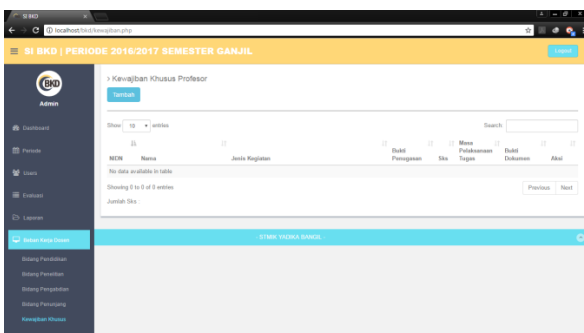 SI BKD
localhost/bkd/kewajiban.php
SI BKD | PERIODE 2016/2017 SEMESTER GANJIL
Logout
BKD
Admin
Dashboard
Periode
Users
Evaluasi
Laporan
Beban Kerja Dosen
Bidang Pendidikan
Bidang Penelitian
Bidang Pengabdian
Bidang Penunjang
Kewajiban Khusus
› Kewajiban Khusus Profesor
Tambah
Show 10 entries
Search:
NIDN Nama Jenis Kegiatan Bukti Penugasan Sks Masa Pelaksanaan Tugas Bukti Dokumen Aksi
No data available in table
Showing 0 to 0 of 0 entries
Previous Next
Jumlah Sks :
- STMIK YADIKA BANGIL -